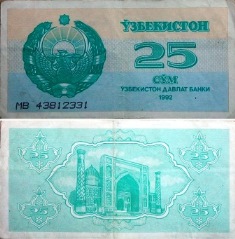 ЎЗБЕКИСТОН
25
СЎМ
ЎЗБЕКИСТОН ДАВЛАТ БАНКИ
1992
МВ 43812331